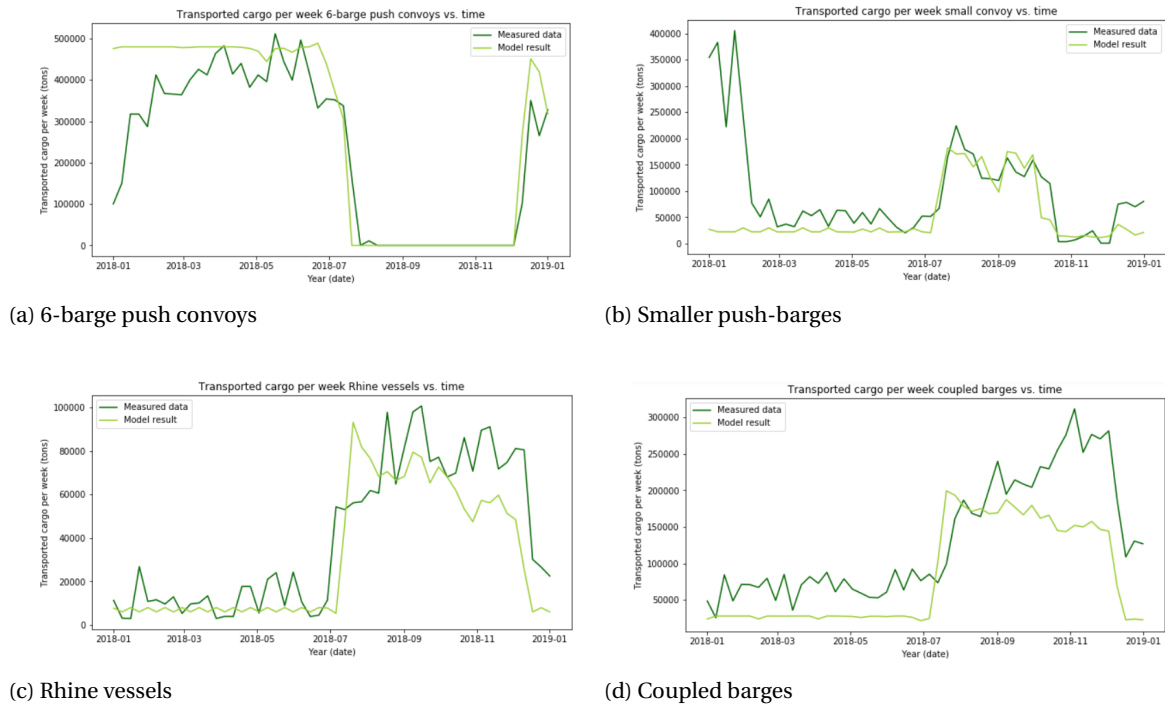 Transported cargo per week 6-barge push convoys vs. time
Transported cargo per week (tons)
500000
400000
300000
200000
100000
0
Measured data
Model result
2018-01 2018-03 2018-05 2018-07 2018-09 2018-11 2019-01
Year (date)
(a) 6-barge push convoys
Transported cargo per week small convoy vs. time
Transported cargo per week (tons)
400000
350000
300000
250000
200000
150000
100000
50000
0
Measured data
Model result
2018-01 2018-03 2018-05 2018-07 2018-09 2018-11 2019-01
Year (date)
(b) Smaller push-barges
Transported cargo per week Rhine vessels vs. time
Transported cargo per week (tons)
100000
80000
60000
40000
20000
0
Measured data
Model result
2018-01 2018-03 2018-05 2018-07 2018-09 2018-11 2019-01
Year (date)
(c) Rhine vessels
Transported cargo per week coupled barges vs. time
Transported cargo per week (tons)
300000
250000
200000
150000
100000
50000
Measured data
Model result
2018-01 2018-03 2018-05 2018-07 2018-09 2018-11 2019-01
Year (date)
(d) Coupled barges